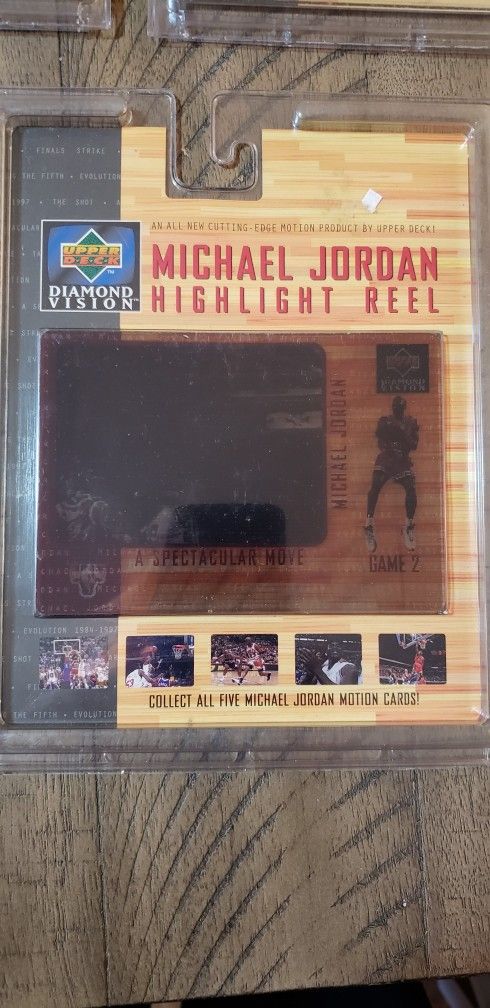 FINALS STRIKE •
THE FIFTH • EVOLUTION
1997 • THE SHOT • A
AN ALL NEW CUTTING-EDGE MOTION PRODUCT BY UPPER DECK!
UPPER
DECK
TM
DIAMOND
VISION
MICHAEL JORDAN
HIGHLIGHT REEL
DIAMOND
VISION
MICHAEL JORDAN
A SPECTACULAR MOVE
GAME 2
EVOLUTION 1984-1997
COLLECT ALL FIVE MICHAEL JORDAN MOTION CARDS!
THE FIFTH • EVOLUTION